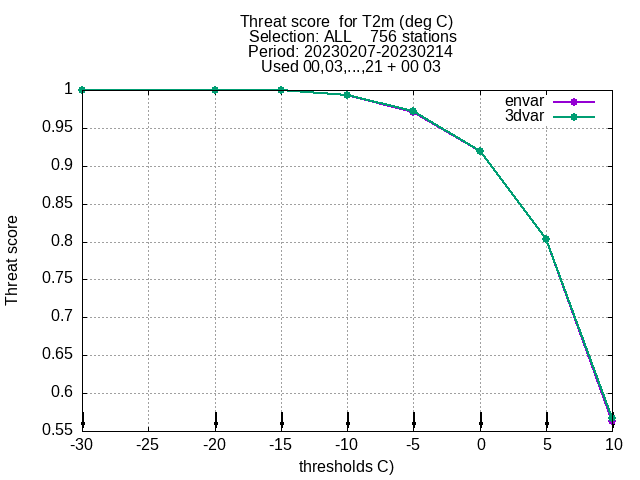 Threat score  for T2m (deg C)
Selection: ALL    756 stations
Period: 20230207-20230214
Used 00,03,...,21 + 00 03
envar
3dvar
1
0.95
0.9
0.85
0.8
0.75
0.7
0.65
0.6
0.55
Threat score
-30 -25 -20 -15 -10 -5 0 5 10
thresholds C)